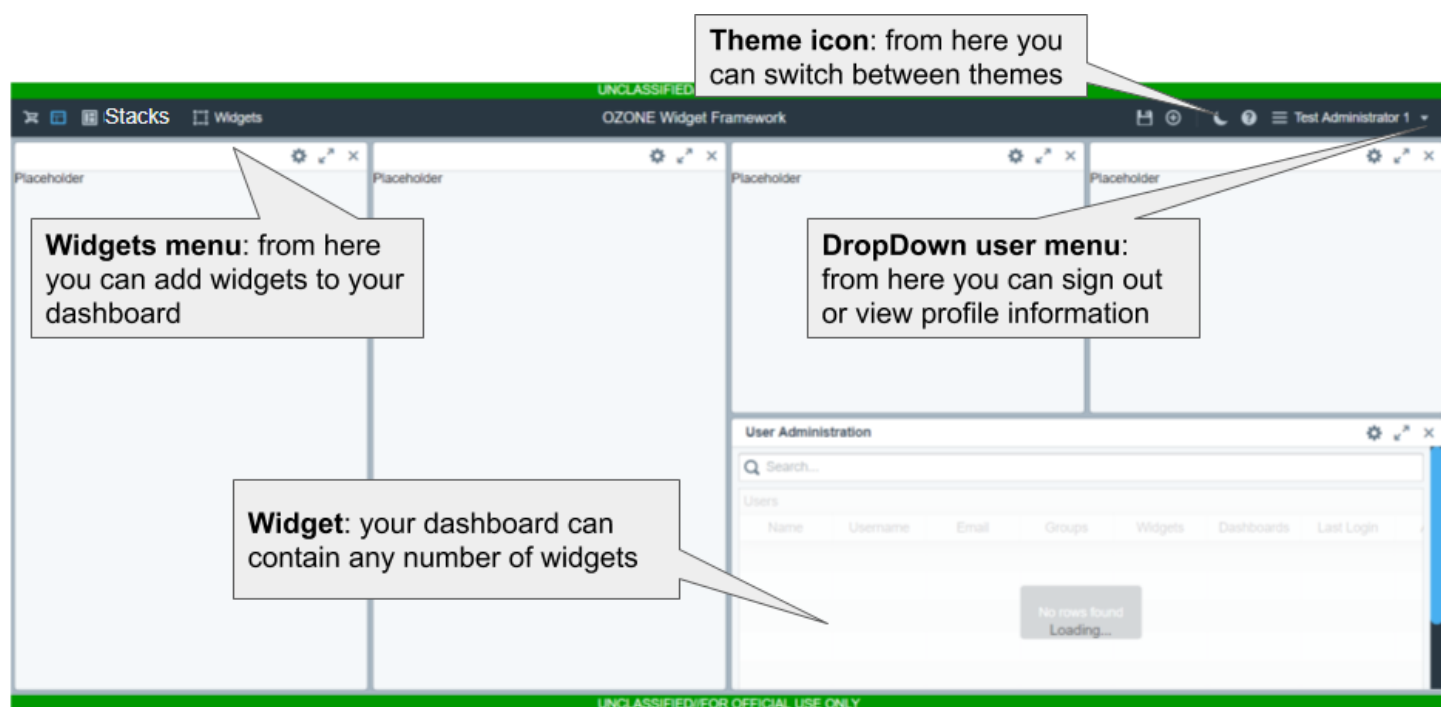 Theme icon: from here you
can switch between themes
UNCLASSIFIED
Stacks
Widgets
OZONE Widget Framework
Test Administrator 1
Placeholder
Placeholder
Placeholder
Placeholder
Widgets menu: from here
you can add widgets to your
dashboard
DropDown user menu:
from here you can sign out
or view profile information
User Administration
Search...
Users
Name Username Email Groups Widgets Dashboards Last Login
Widget: your dashboard can
contain any number of widgets
No rows found
Loading...
UNCLASSIFIED//FOR OFFICIAL USE ONLY